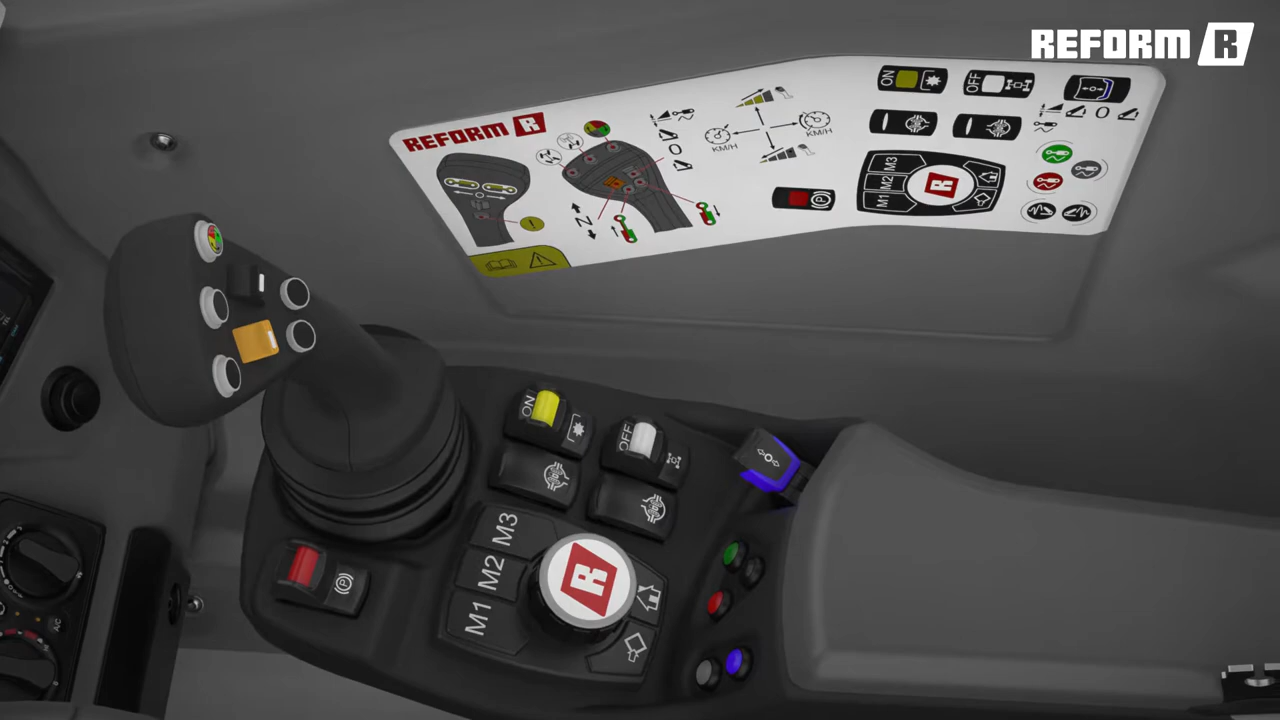 REFORM R
REFORM R
KM/H
KM/H
ON
OFF
(P)
M1 M2 M3
R
ON
OFF
(P)
M1 M2 M3
R
A/C